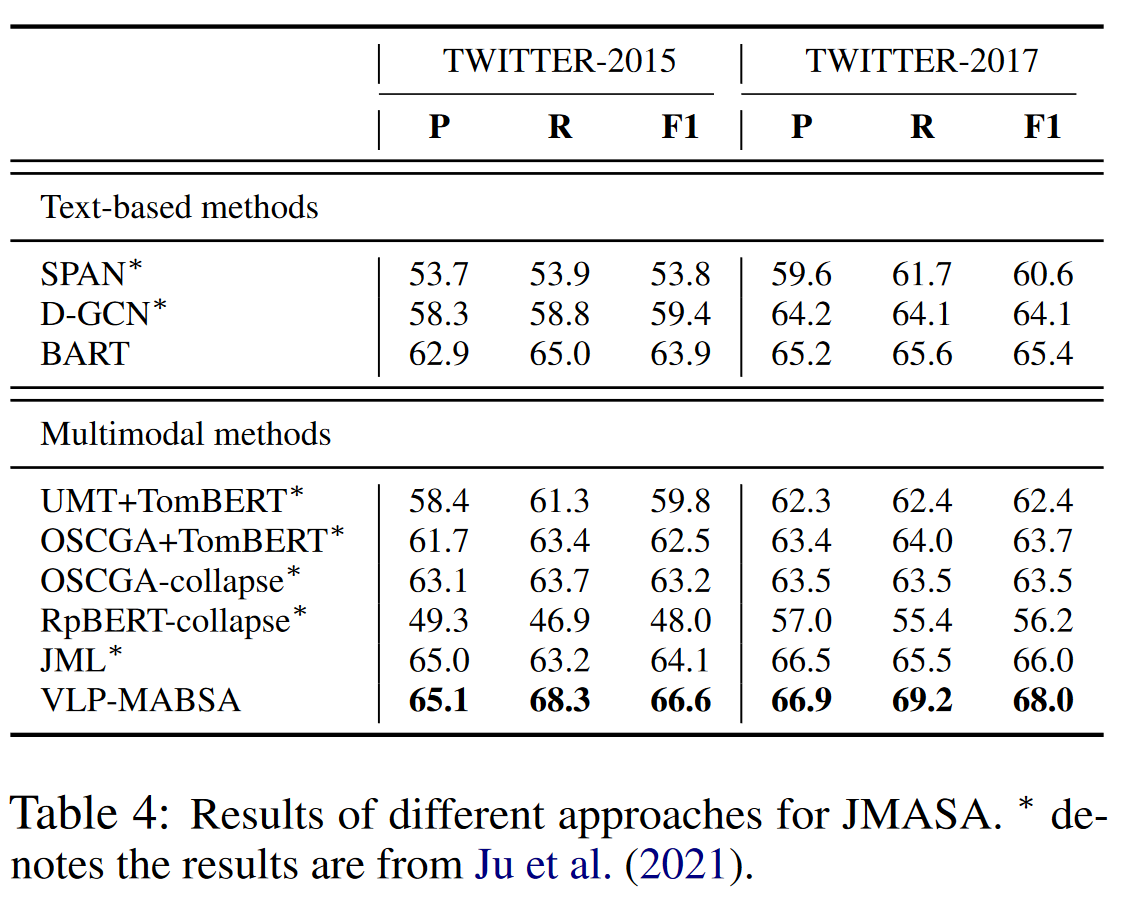 TWITTER-2015 TWITTER-2017
P R F1 P R F1
Text-based methods
SPAN* 53.7 53.9 53.8 59.6 61.7 60.6
D-GCN* 58.3 58.8 59.4 64.2 64.1 64.1
BART 62.9 65.0 63.9 65.2 65.6 65.4
Multimodal methods
UMT+TomBERT* 58.4 61.3 59.8 62.3 62.4 62.4
OSCGA+TomBERT* 61.7 63.4 62.5 63.4 64.0 63.7
OSCGA-collapse* 63.1 63.7 63.2 63.5 63.5 63.5
RpBERT-collapse* 49.3 46.9 48.0 57.0 55.4 56.2
JML* 65.0 63.2 64.1 66.5 65.5 66.0
VLP-MABSA 65.1 68.3 66.6 66.9 69.2 68.0
Table 4: Results of different approaches for JMASA. * de-
notes the results are from Ju et al. (2021).